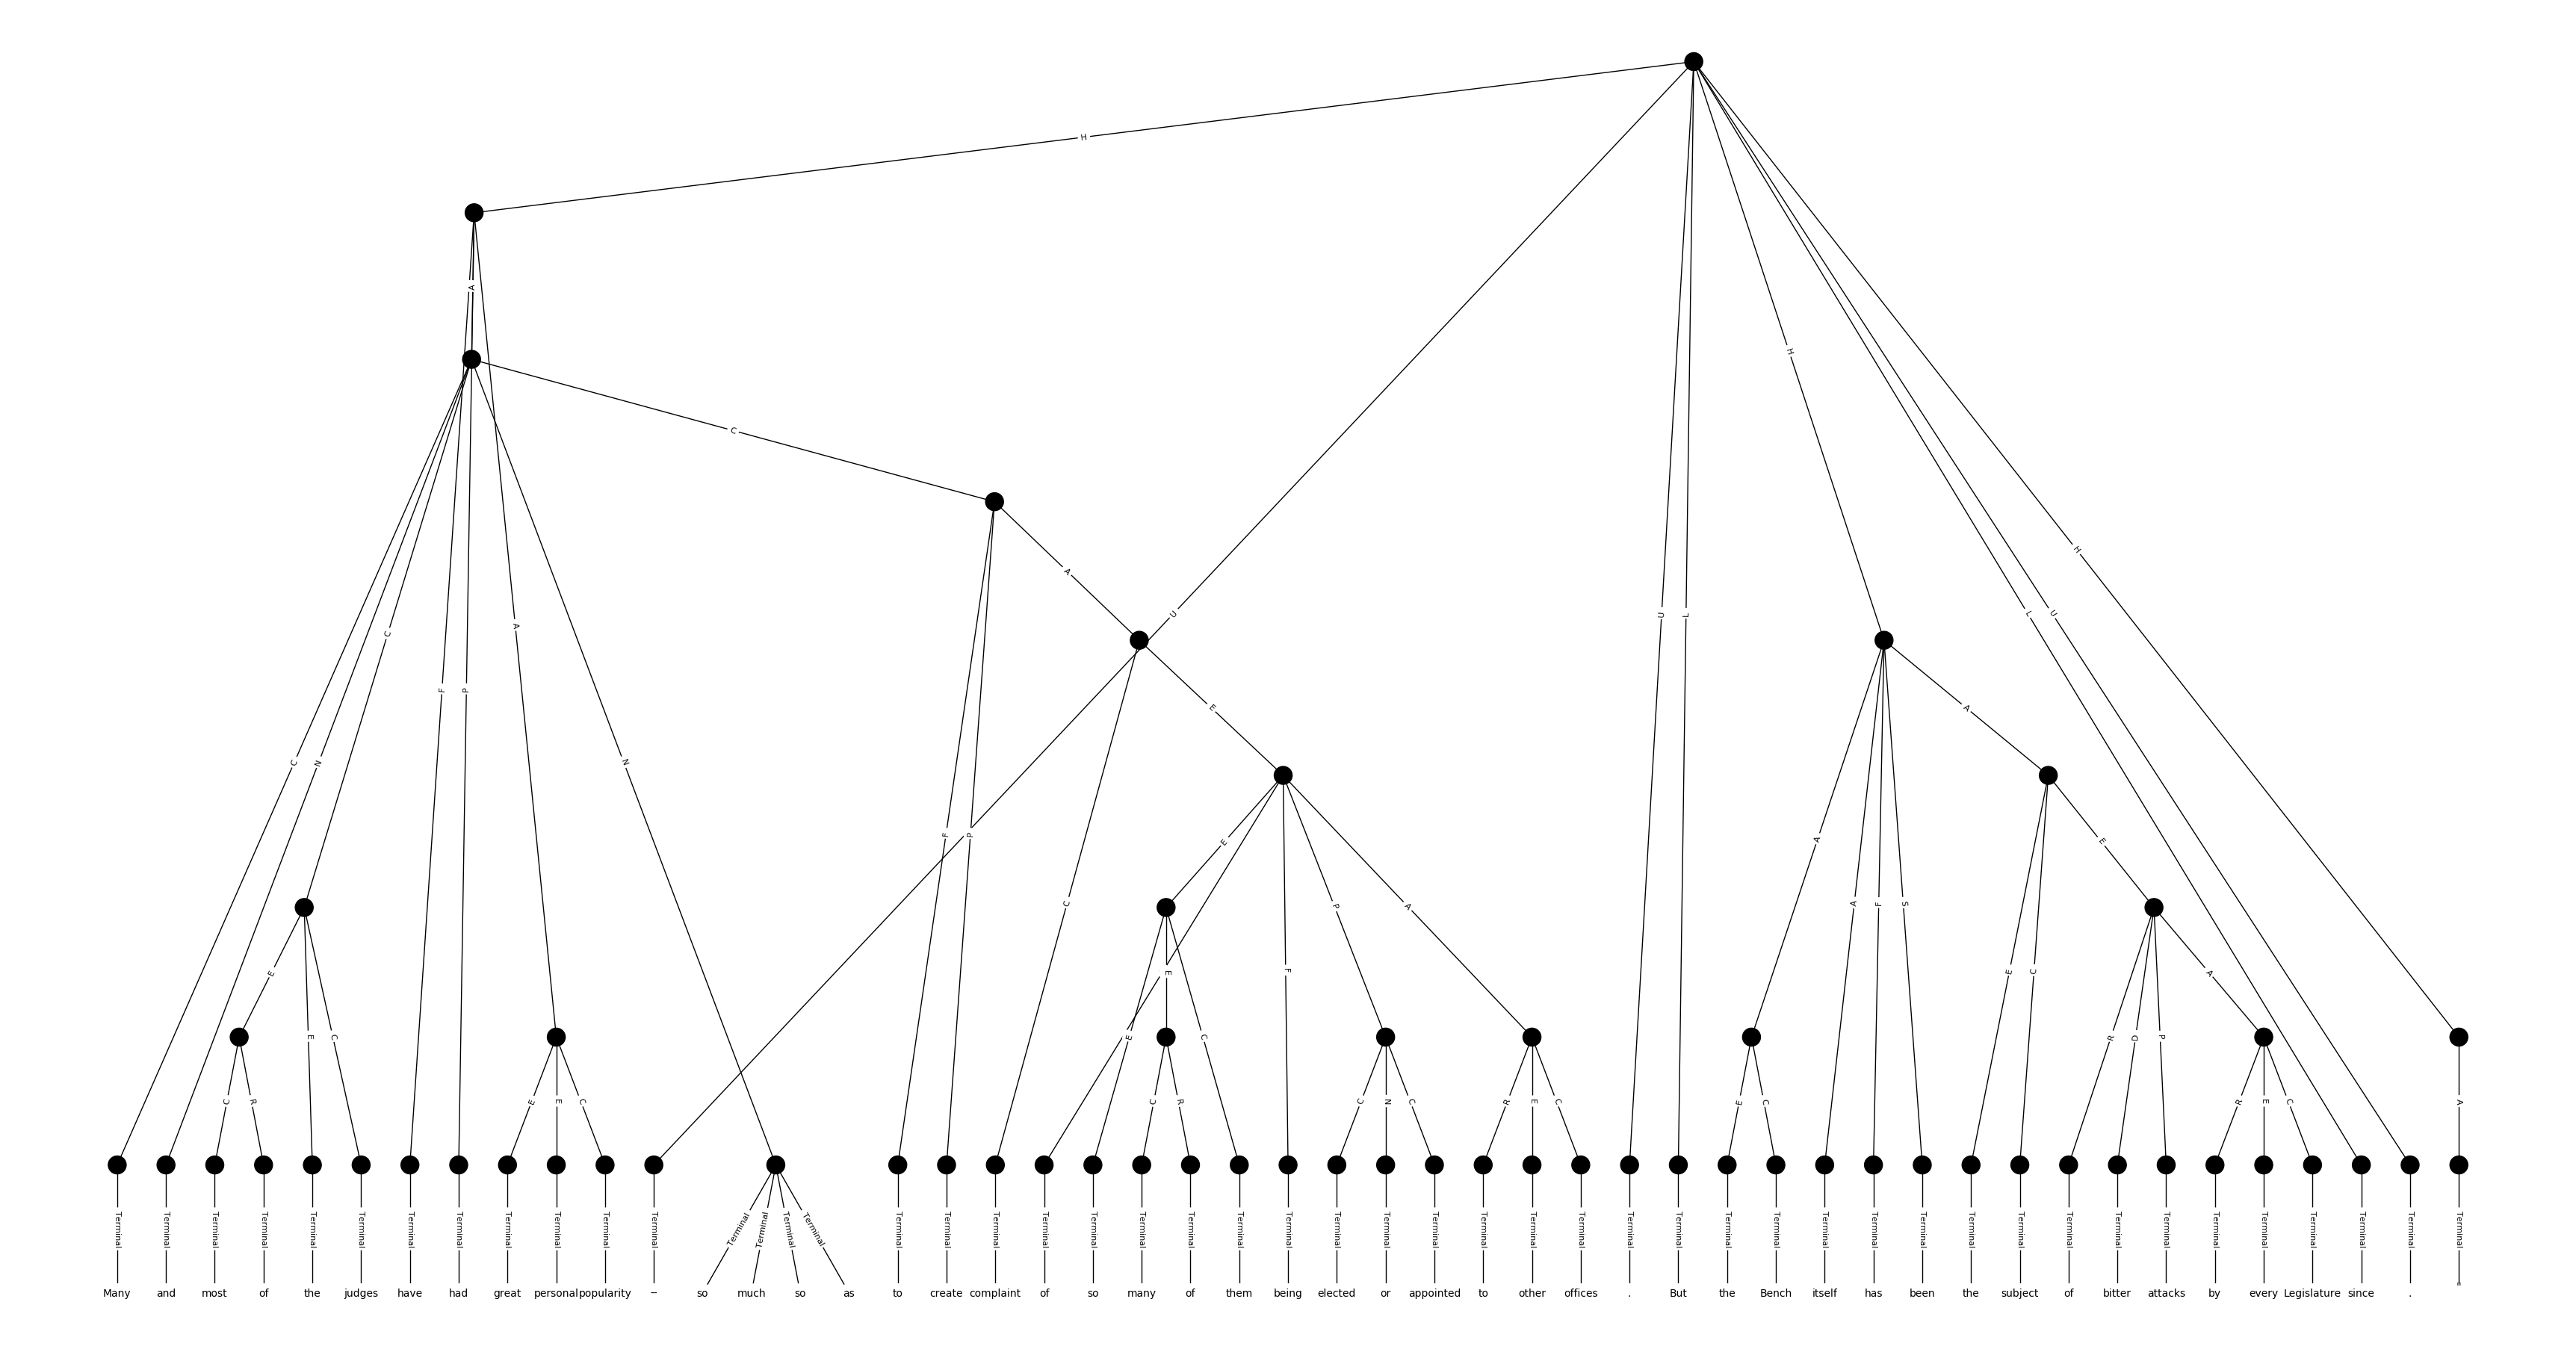 H
A
C
H
H
A
U
U
L
L
U
C
A
E
A
C
N
F
P
N
F
P
E
A
E
C
P
A
A
A
F
S
E
C
E
E
E
C
E
E
C
F
R
D
P
A
C
R
E
E
C
C
R
C
N
C
R
E
C
E
C
R
E
C
A
Terminal Terminal Terminal Terminal Terminal Terminal Terminal Terminal Terminal Terminal Terminal Terminal Terminal Terminal Terminal Terminal Terminal Terminal Terminal Terminal Terminal Terminal Terminal Terminal Terminal Terminal Terminal Terminal Terminal Terminal Terminal Terminal Terminal Terminal Terminal Terminal Terminal Terminal Terminal Terminal Terminal Terminal Terminal Terminal Terminal Terminal Terminal Terminal Terminal
Many and most of the judges have had great personal popularity -- so much so as to create complaint of so many of them being elected or appointed to other offices . But the Bench itself has been the subject of bitter attacks by every Legislature since .